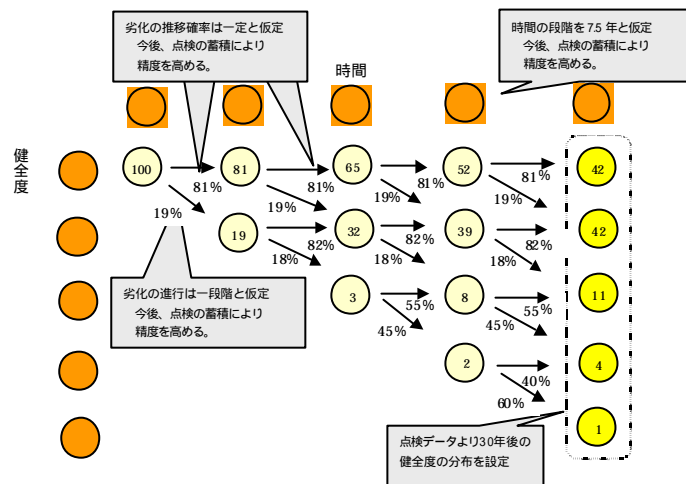 劣化の推移確率は一定と仮定
今後、点検の蓄積により
精度を高める。
時間の段階を7.5 年と仮定
今後、点検の蓄積により
精度を高める。
時間
健全度
100
81
65
52
42
81%
81%
81%
81%
19%
19%
19%
19%
19
32
39
42
82%
82%
82%
18%
18%
18%
劣化の進行は一段階と仮定
今後、点検の蓄積により
精度を高める。
3
8
11
55%
55%
45%
45%
2
4
40%
60%
1
点検データより30年後の
健全度の分布を設定